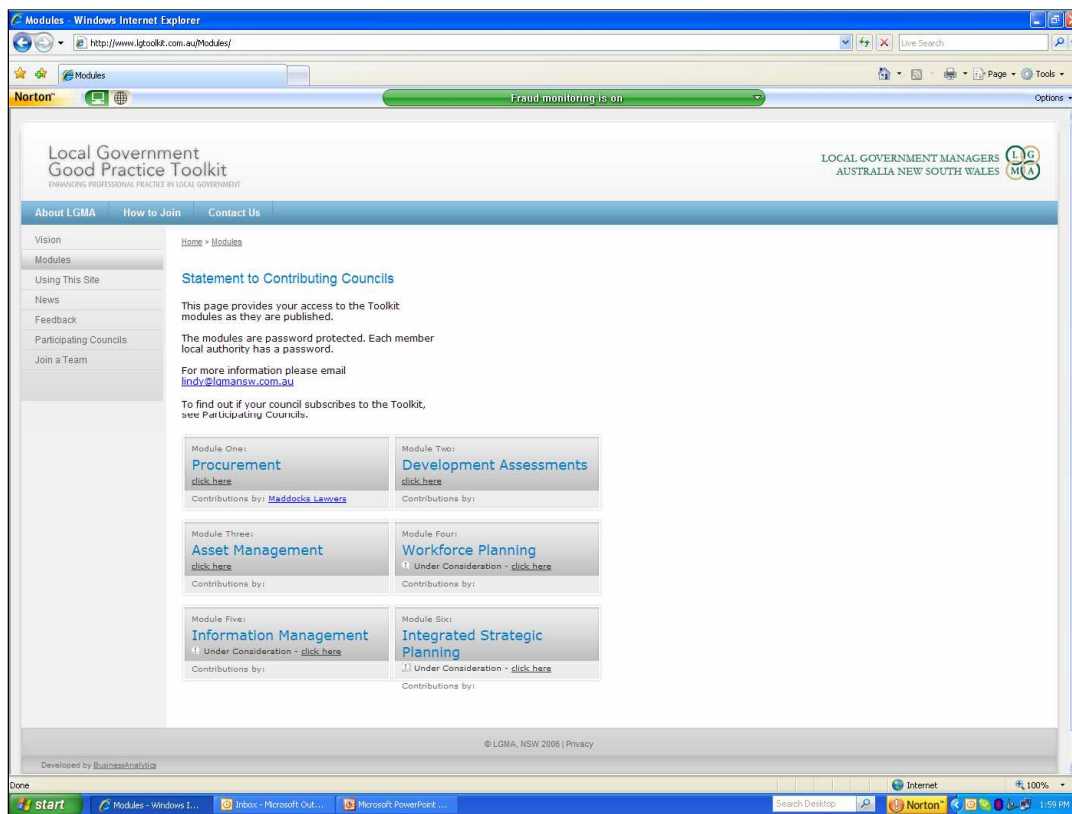 Modules - Windows Internet Explorer
http://www.lgtoolkit.com.au/Modules/
Live Search
Modules
Page
Tools
Norton™
Fraud monitoring is on
Options
Local Government
Good Practice Toolkit
ENHANCING PROFESSIONAL PRACTICE IN LOCAL GOVERNMENT
LOCAL GOVERNMENT MANAGERS
AUSTRALIA NEW SOUTH WALES
L G
M A
About LGMA How to Join Contact Us
Vision
Modules
Using This Site
News
Feedback
Participating Councils
Join a Team
Home > Modules
Statement to Contributing Councils
This page provides your access to the Toolkit
modules as they are published.
The modules are password protected. Each member
local authority has a password.
For more information please email
lindy@lgmansw.com.au
To find out if your council subscribes to the Toolkit,
see Participating Councils.
Module One:
Procurement
click here
Contributions by: Maddocks Lawyers
Module Two:
Development Assessments
click here
Contributions by:
Module Three:
Asset Management
click here
Contributions by:
Module Four:
Workforce Planning
! Under Consideration - click here
Contributions by:
Module Five:
Information Management
! Under Consideration - click here
Contributions by:
Module Six:
Integrated Strategic
Planning
! Under Consideration - click here
Contributions by:
© LGMA, NSW 2006 | Privacy
Developed by BusinessAnalytics
Done
Internet
100%
start
Modules - Windows I...
Inbox - Microsoft Out...
Microsoft PowerPoint ...
Search Desktop
Norton™
1:59 PM